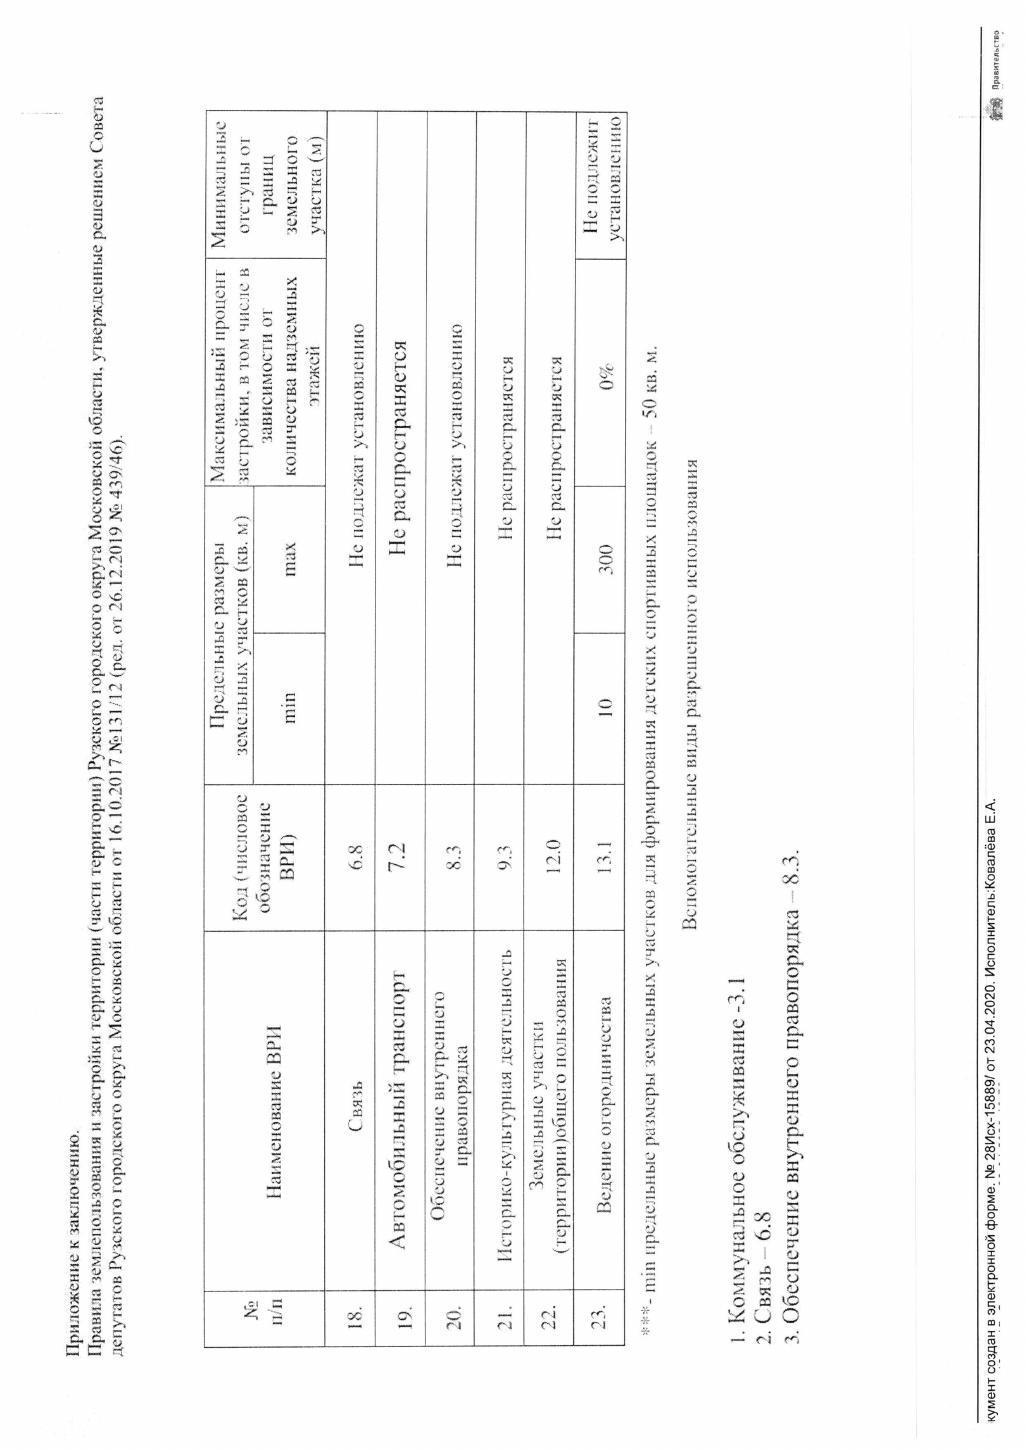 Приложение к заключению.
Правила землепользования и застройки территории (части территории) Рузского городского округа Московской области, утвержденные решением Совета
депутатов Рузского городского округа Московской области от 16.10.2017 №131/12 (ред. от 26.12.2019 № 439/46).
№
п/п
Наименование ВРИ
Код (числовое
обозначение
ВРИ)
Предельные размеры
земельных участков (кв. м)
min
max
Максимальный процент
застройки, в том числе в
зависимости от
количества надземных
этажей
Минимальные
отступы от
границ
земельного
участка (м)
18.
Связь
6.8
Не подлежат установлению
19.
Автомобильный транспорт
7.2
Не распространяется
20.
Обеспечение внутреннего
правопорядка
8.3
Не подлежат установлению
21.
Историко-культурная деятельность
9.3
Не распространяется
22.
Земельные участки
(территории)общего пользования
12.0
Не распространяется
23.
Ведение огородничества
13.1
10
300
0%
Не подлежит
установлению
***- min предельные размеры земельных участков для формирования детских спортивных площадок – 50 кв. м.
Вспомогательные виды разрешенного использования
1. Коммунальное обслуживание -3.1
2. Связь – 6.8
3. Обеспечение внутреннего правопорядка – 8.3.
кумент создан в электронной форме. № 28Исх-15889/ от 23.04.2020. Исполнитель:Ковалёва Е.А.
Правительство